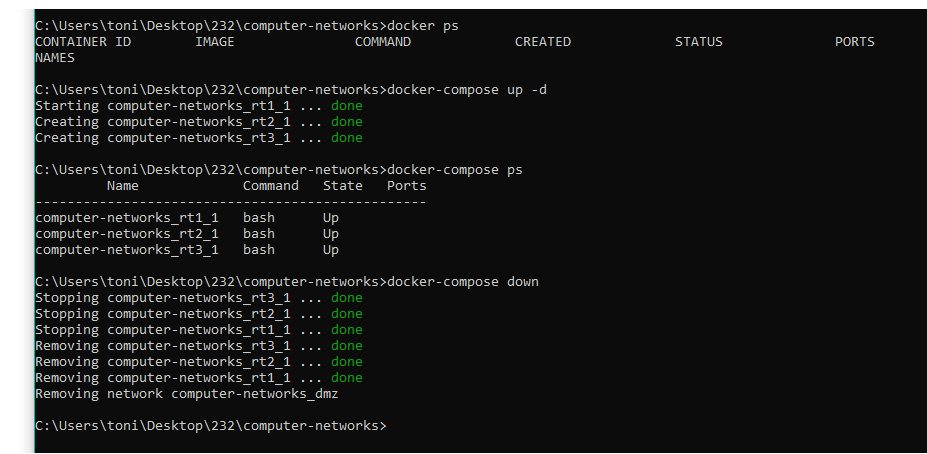 C:\Users\toni\Desktop\232\computer-networks>docker ps
CONTAINER ID        IMAGE               COMMAND             CREATED             STATUS              PORTS
NAMES
C:\Users\toni\Desktop\232\computer-networks>docker-compose up -d
Starting computer-networks_rt1_1 ... done
Creating computer-networks_rt2_1 ... done
Creating computer-networks_rt3_1 ... done
C:\Users\toni\Desktop\232\computer-networks>docker-compose ps
         Name             Command   State   Ports
-------------------------------------------------
computer-networks_rt1_1   bash      Up
computer-networks_rt2_1   bash      Up
computer-networks_rt3_1   bash      Up
C:\Users\toni\Desktop\232\computer-networks>docker-compose down
Stopping computer-networks_rt3_1 ... done
Stopping computer-networks_rt2_1 ... done
Stopping computer-networks_rt1_1 ... done
Removing computer-networks_rt3_1 ... done
Removing computer-networks_rt2_1 ... done
Removing computer-networks_rt1_1 ... done
Removing network computer-networks_dmz
C:\Users\toni\Desktop\232\computer-networks>